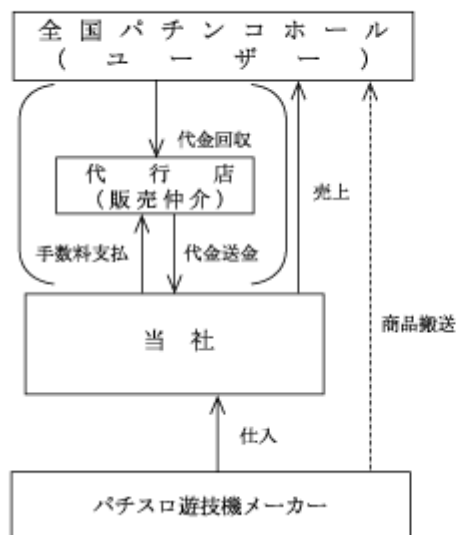 全国パチンコホール
(ユーザー)
代金回収
代行店
(販売仲介)
売上
手数料支払
代金送金
商品搬送
当社
仕入
パチスロ遊技機メーカー